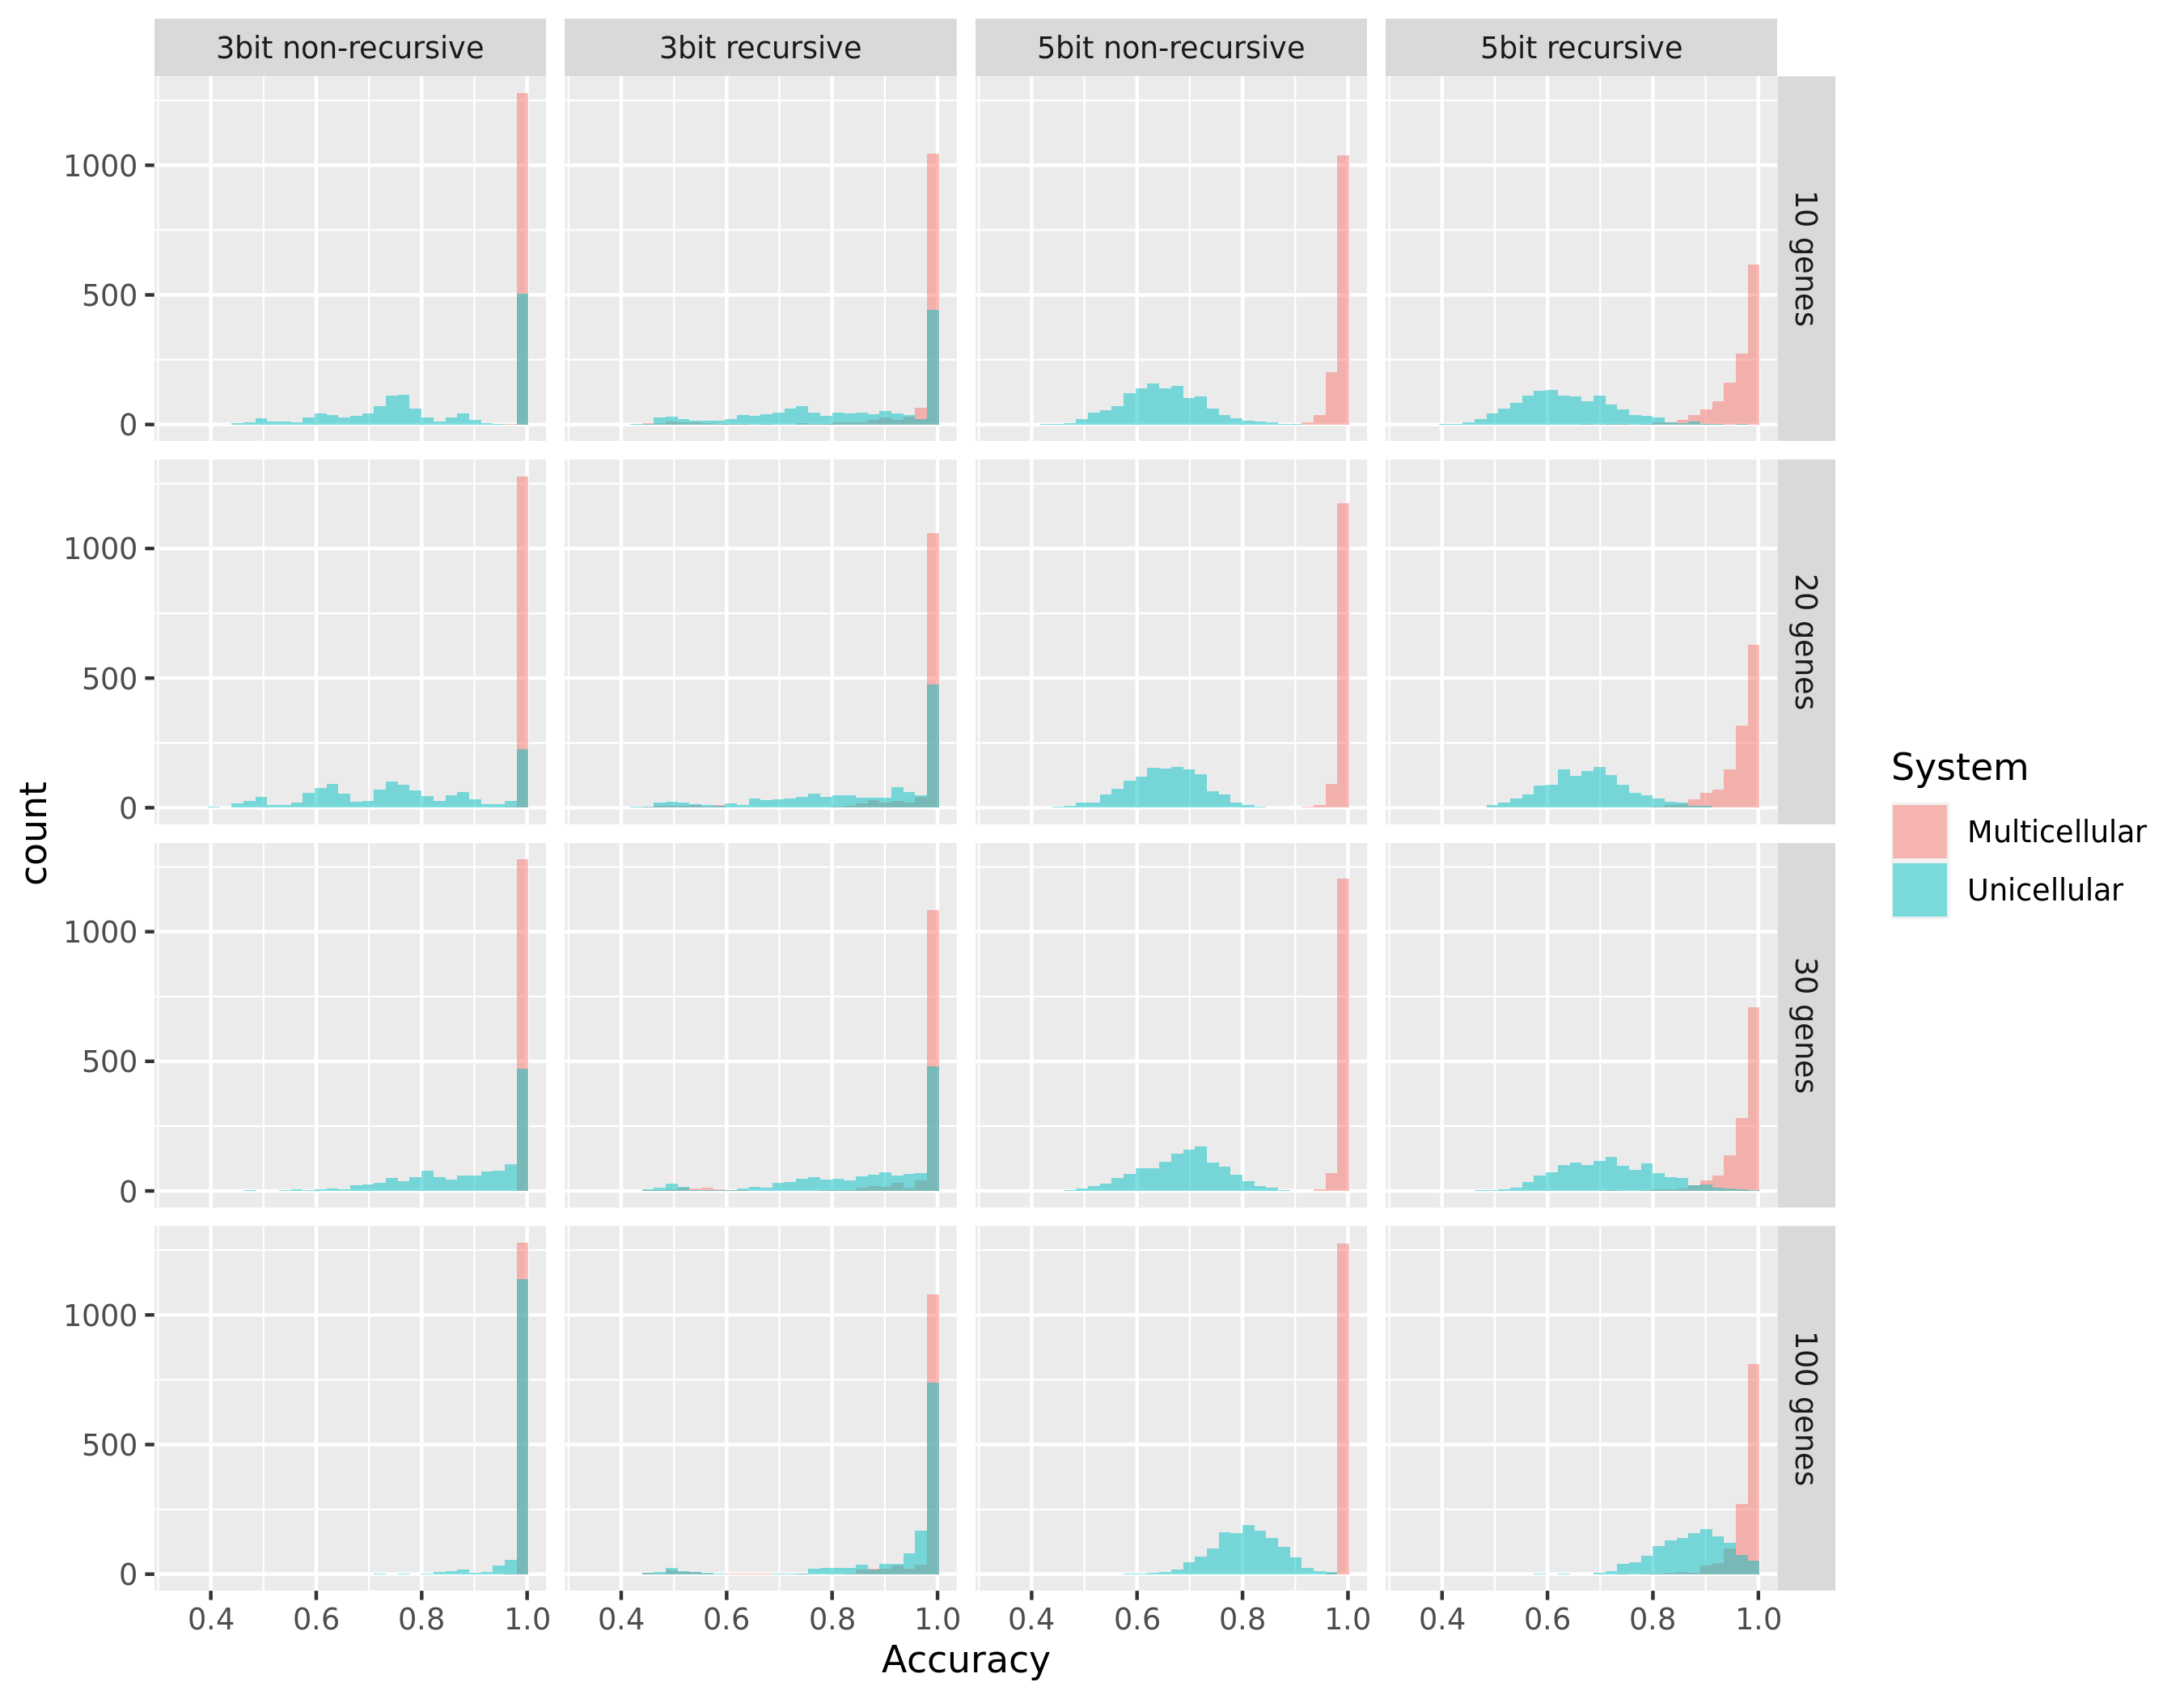 3bit non-recursive
3bit recursive
5bit non-recursive
5bit recursive
1000
500
0
10 genes
1000
500
0
20 genes
1000
500
0
30 genes
1000
500
0
100 genes
0.4 0.6 0.8 1.0
0.4 0.6 0.8 1.0
0.4 0.6 0.8 1.0
0.4 0.6 0.8 1.0
Accuracy
count
System
Multicellular
Unicellular